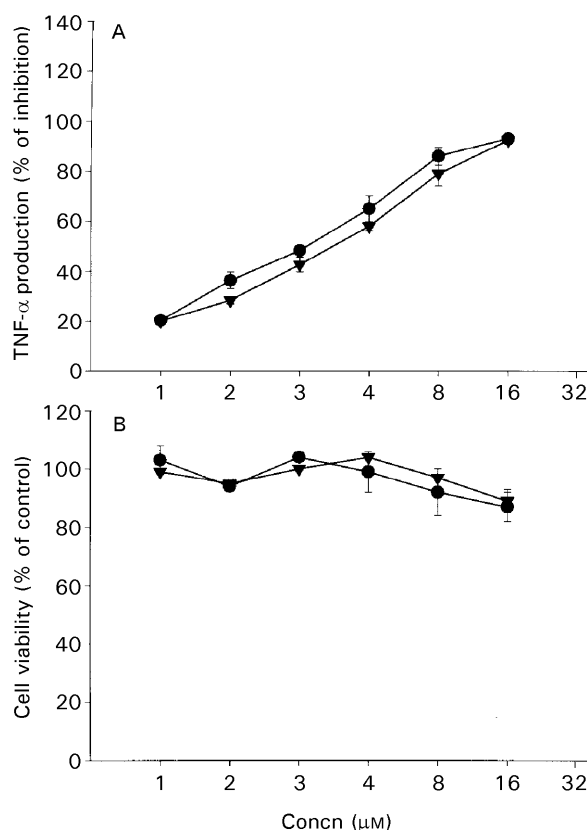 A
TNF-α production (% of inhibition)
140
120
100
80
60
40
20
0
1 2 3 4 8 16 32
B
Cell viability (% of control)
120
100
80
60
40
20
0
1 2 3 4 8 16 32
Concn (μM)